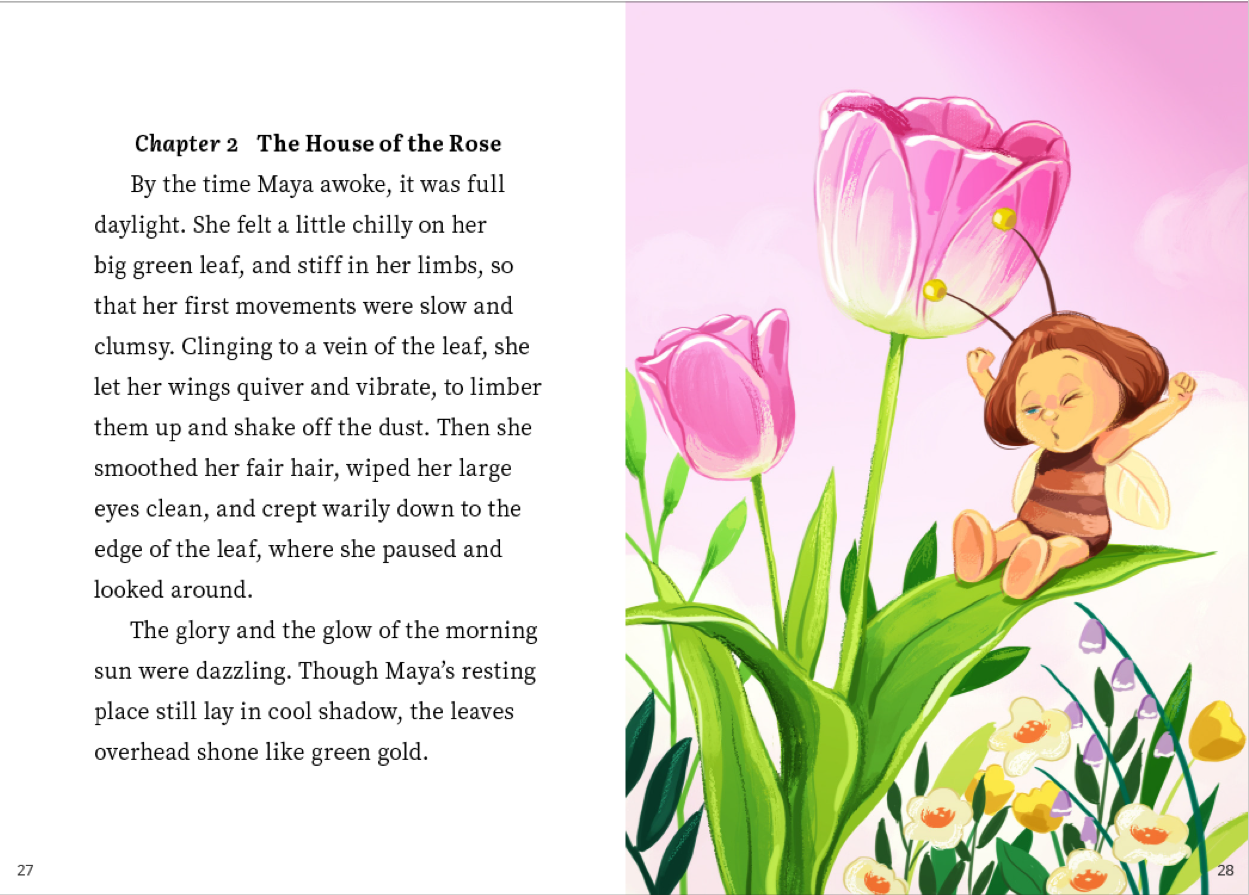 Chapter 2 The House of the Rose
By the time Maya awoke, it was full
daylight. She felt a little chilly on her
big green leaf, and stiff in her limbs, so
that her first movements were slow and
clumsy. Clinging to a vein of the leaf, she
let her wings quiver and vibrate, to limber
them up and shake off the dust. Then she
smoothed her fair hair, wiped her large
eyes clean, and crept warily down to the
edge of the leaf, where she paused and
looked around.
The glory and the glow of the morning
sun were dazzling. Though Maya’s resting
place still lay in cool shadow, the leaves
overhead shone like green gold.
27
28